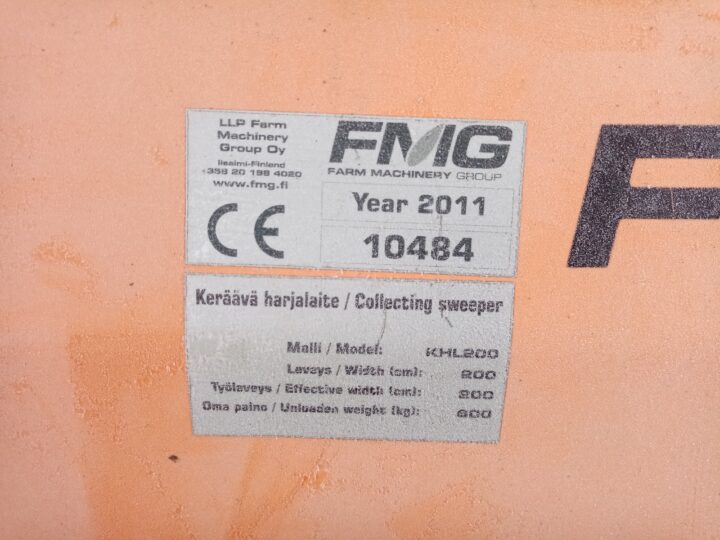 LLP Farm
Machinery
Group Oy
Iisalmi-Finland
+358 20 198 4020
www.fmg.fi
CE
FMG
FARM MACHINERY GROUP
Year 2011
10484
Keräävä harjalaite / Collecting sweeper
Malli / Model: KHL200
Leveys / Width (cm): 200
Työleveys / Effective width (cm): 200
Oma paino / Unloaden weight (kg): 600
F